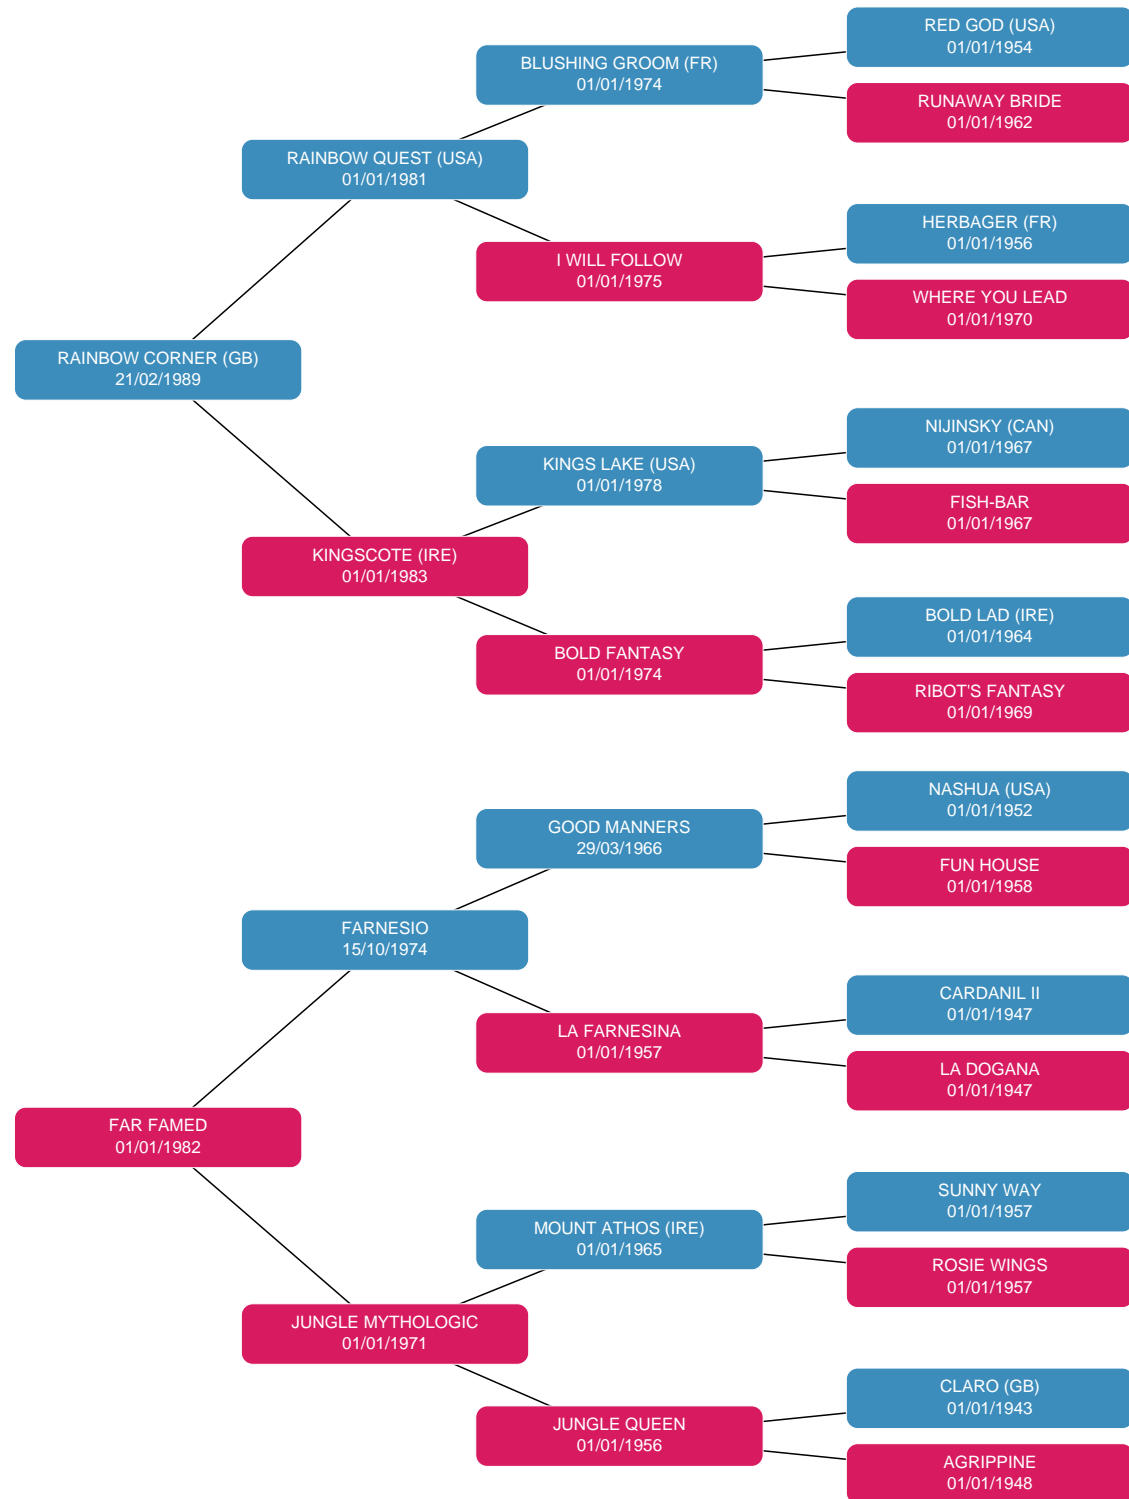 RED GOD (USA)
01/01/1954
BLUSHING GROOM (FR)
01/01/1974
RUNAWAY BRIDE
01/01/1962
RAINBOW QUEST (USA)
01/01/1981
HERBAGER (FR)
01/01/1956
I WILL FOLLOW
01/01/1975
WHERE YOU LEAD
01/01/1970
RAINBOW CORNER (GB)
21/02/1989
NIJINSKY (CAN)
01/01/1967
KINGS LAKE (USA)
01/01/1978
FISH-BAR
01/01/1967
KINGSCOTE (IRE)
01/01/1983
BOLD LAD (IRE)
01/01/1964
BOLD FANTASY
01/01/1974
RIBOT'S FANTASY
01/01/1969
NASHUA (USA)
01/01/1952
GOOD MANNERS
29/03/1966
FUN HOUSE
01/01/1958
FARNESIO
15/10/1974
CARDANIL II
01/01/1947
LA FARNESINA
01/01/1957
LA DOGANA
01/01/1947
FAR FAMED
01/01/1982
SUNNY WAY
01/01/1957
MOUNT ATHOS (IRE)
01/01/1965
ROSIE WINGS
01/01/1957
JUNGLE MYTHOLOGIC
01/01/1971
CLARO (GB)
01/01/1943
JUNGLE QUEEN
01/01/1956
AGRIPPINE
01/01/1948